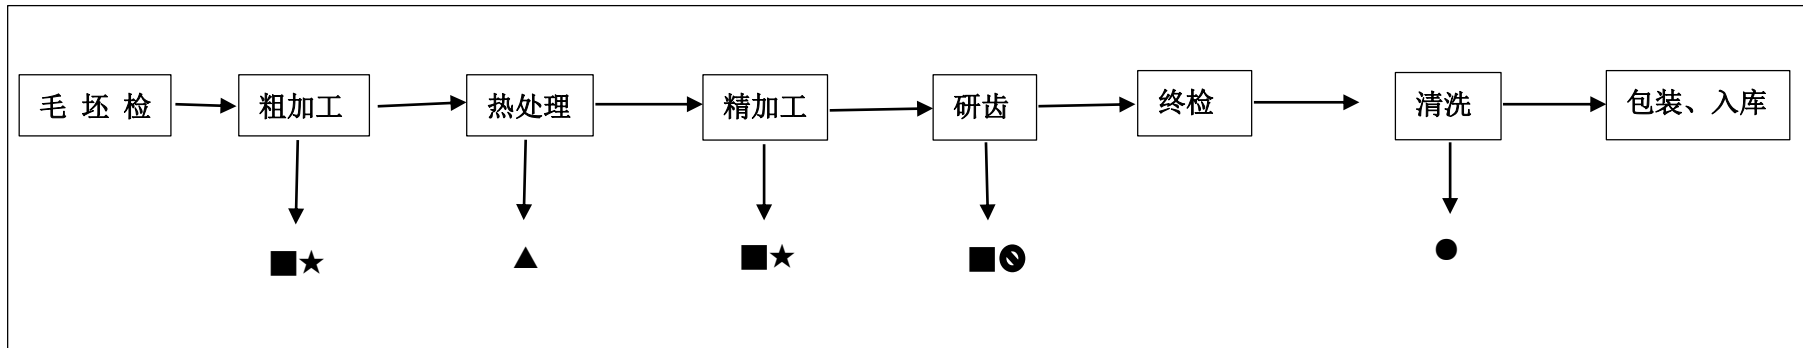 毛 坯 检
粗加工
热处理
精加工
研齿
终检
清洗
包装、入库
■★
▲
■★
■⃠
●